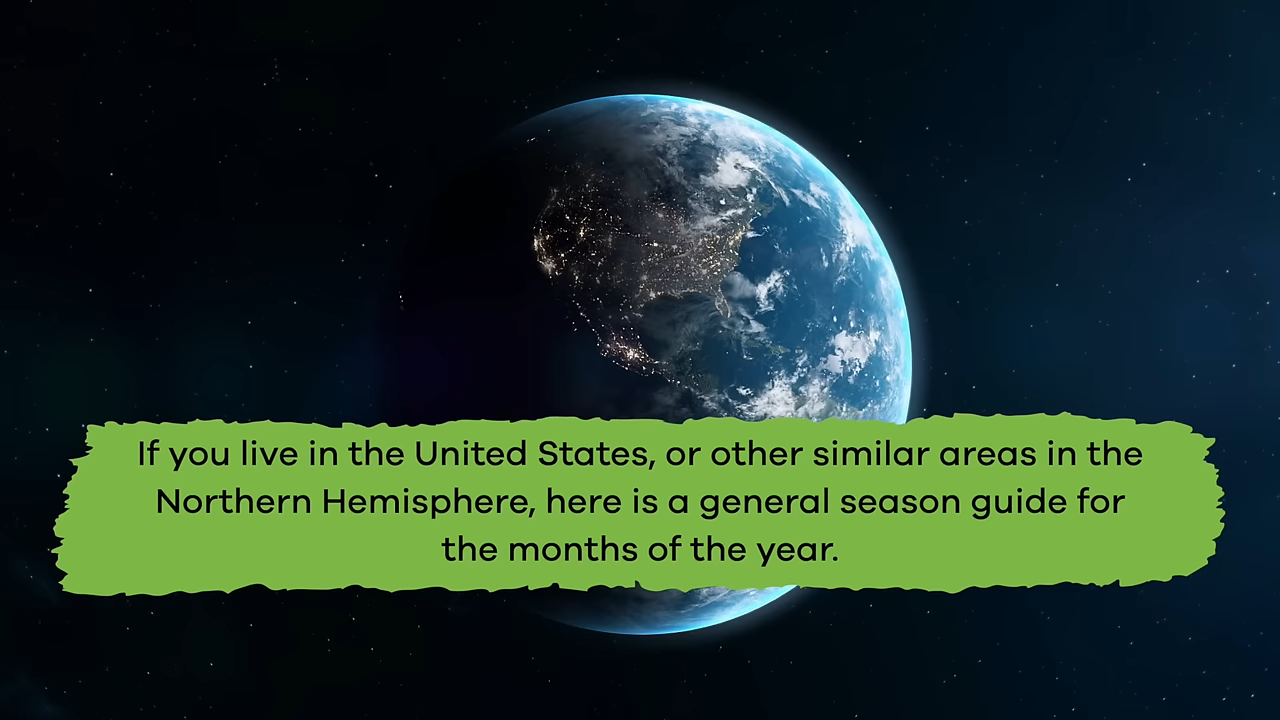 If you live in the United States, or other similar areas in the
Northern Hemisphere, here is a general season guide for
the months of the year.